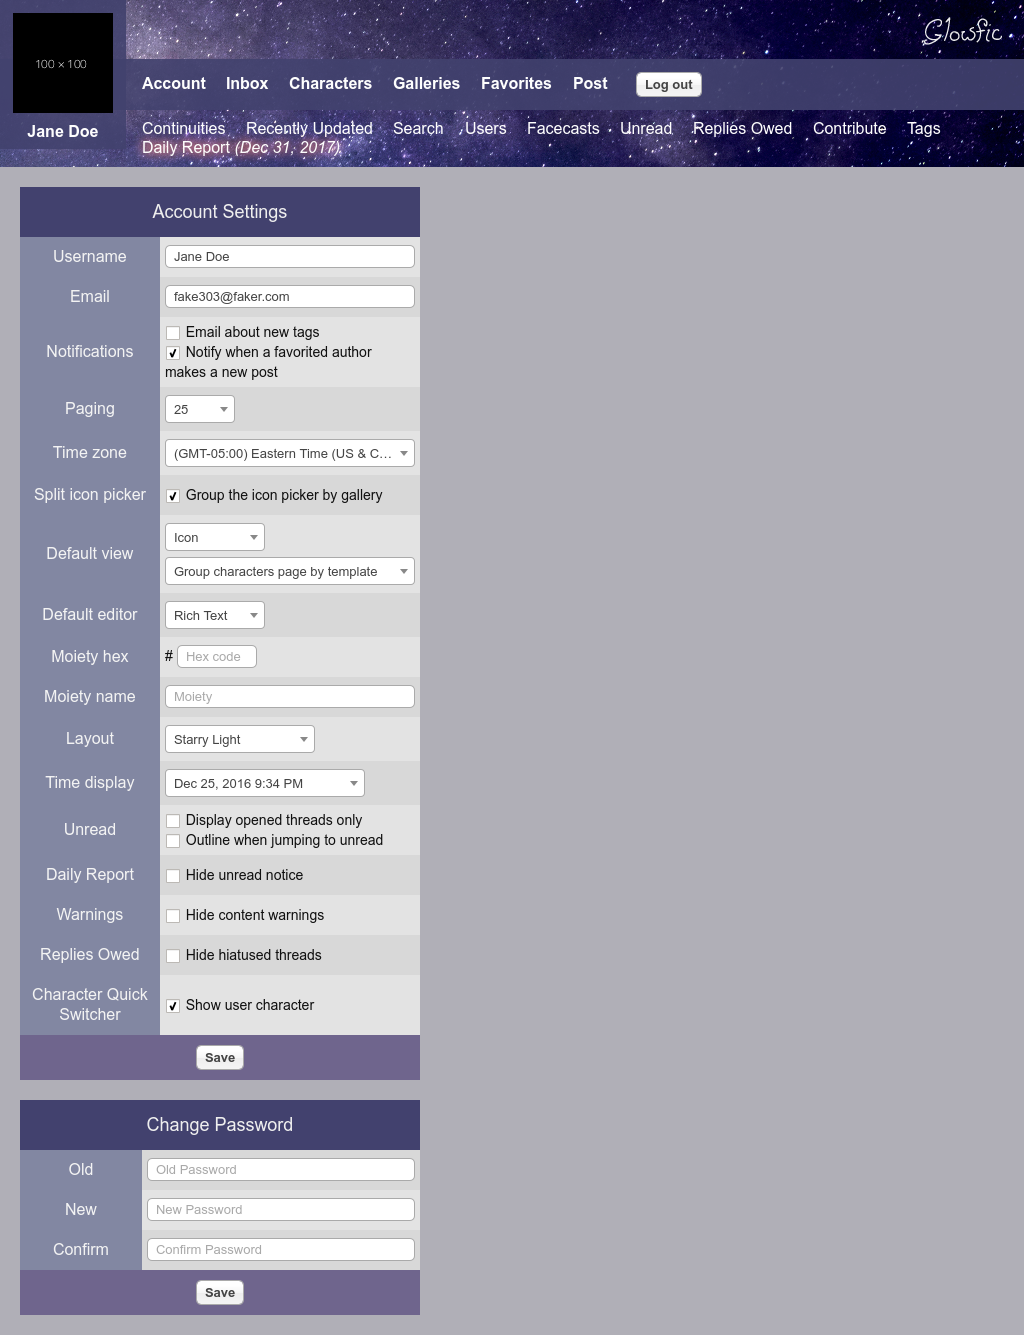 Glowfic
100 × 100
Jane Doe
Account Inbox Characters Galleries Favorites Post Log out
Continuities Recently Updated Search Users Facecasts Unread Replies Owed Contribute Tags
Daily Report (Dec 31, 2017)
Account Settings
Username Jane Doe
Email fake303@faker.com
Notifications
Email about new tags
Notify when a favorited author
makes a new post
Paging 25
Time zone (GMT-05:00) Eastern Time (US & C...
Split icon picker Group the icon picker by gallery
Default view
Icon
Group characters page by template
Default editor Rich Text
Moiety hex # Hex code
Moiety name Moiety
Layout Starry Light
Time display Dec 25, 2016 9:34 PM
Unread
Display opened threads only
Outline when jumping to unread
Daily Report Hide unread notice
Warnings Hide content warnings
Replies Owed Hide hiatused threads
Character Quick
Switcher
Show user character
Save
Change Password
Old Old Password
New New Password
Confirm Confirm Password
Save